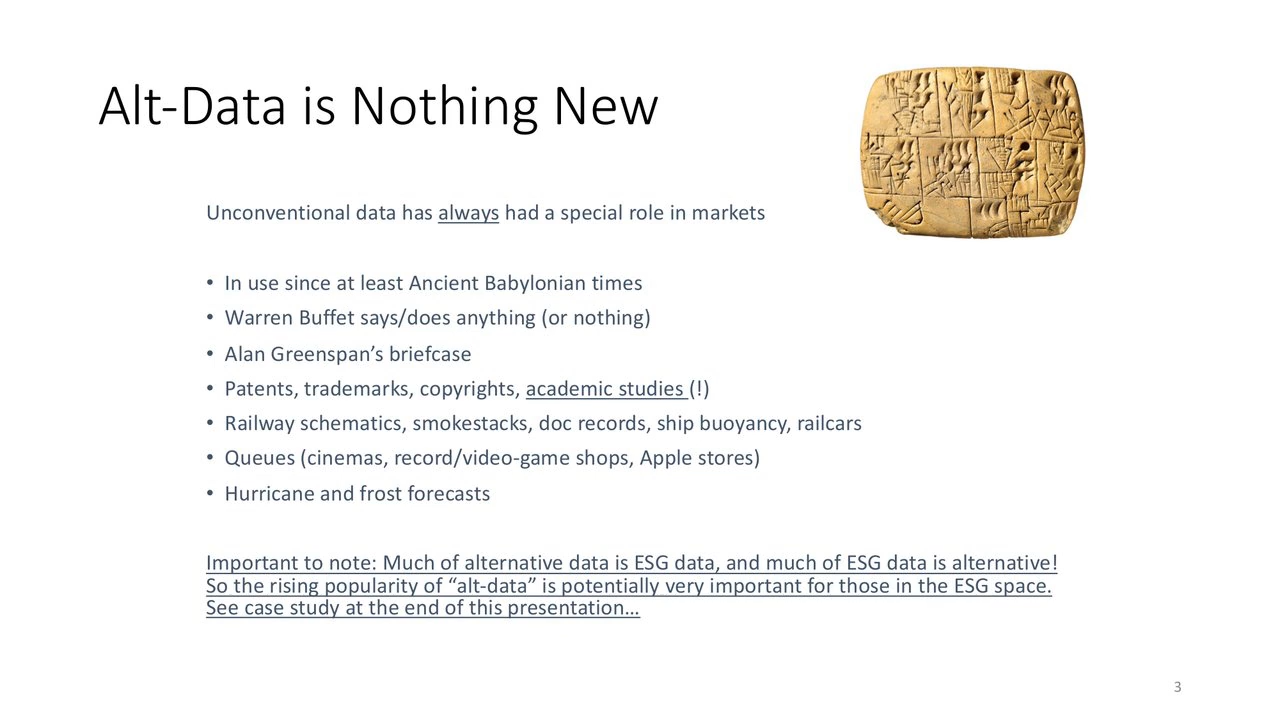 Alt-Data is Nothing New
Unconventional data has always had a special role in markets
• In use since at least Ancient Babylonian times
• Warren Buffet says/does anything (or nothing)
• Alan Greenspan’s briefcase
• Patents, trademarks, copyrights, academic studies (!)
• Railway schematics, smokestacks, doc records, ship buoyancy, railcars
• Queues (cinemas, record/video-game shops, Apple stores)
• Hurricane and frost forecasts
Important to note: Much of alternative data is ESG data, and much of ESG data is alternative!
So the rising popularity of “alt-data” is potentially very important for those in the ESG space.
See case study at the end of this presentation…
3